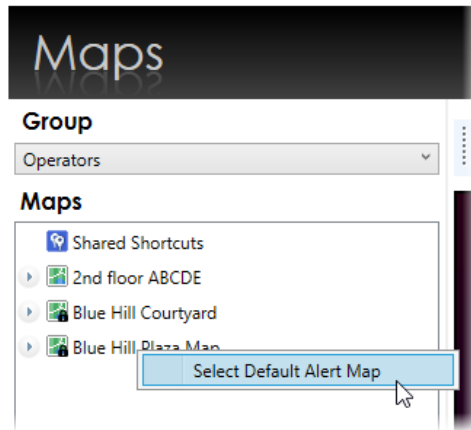 Maps
Group
Operators
Maps
Shared Shortcuts
2nd floor ABCDE
Blue Hill Courtyard
Blue Hill Plaza Map
Select Default Alert Map